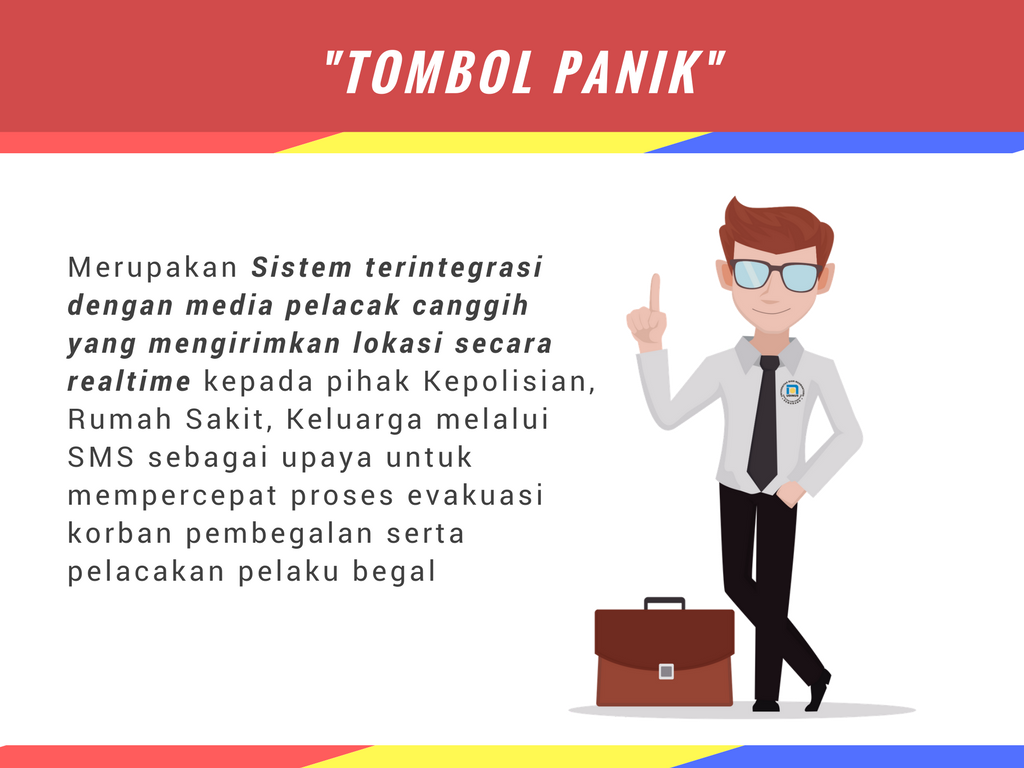 "TOMBOL PANIK"
Merupakan Sistem terintegrasi
dengan media pelacak canggih
yang mengirimkan lokasi secara
realtime kepada pihak Kepolisian,
Rumah Sakit, Keluarga melalui
SMS sebagai upaya untuk
mempercepat proses evakuasi
korban pembegalan serta
pelacakan pelaku begal